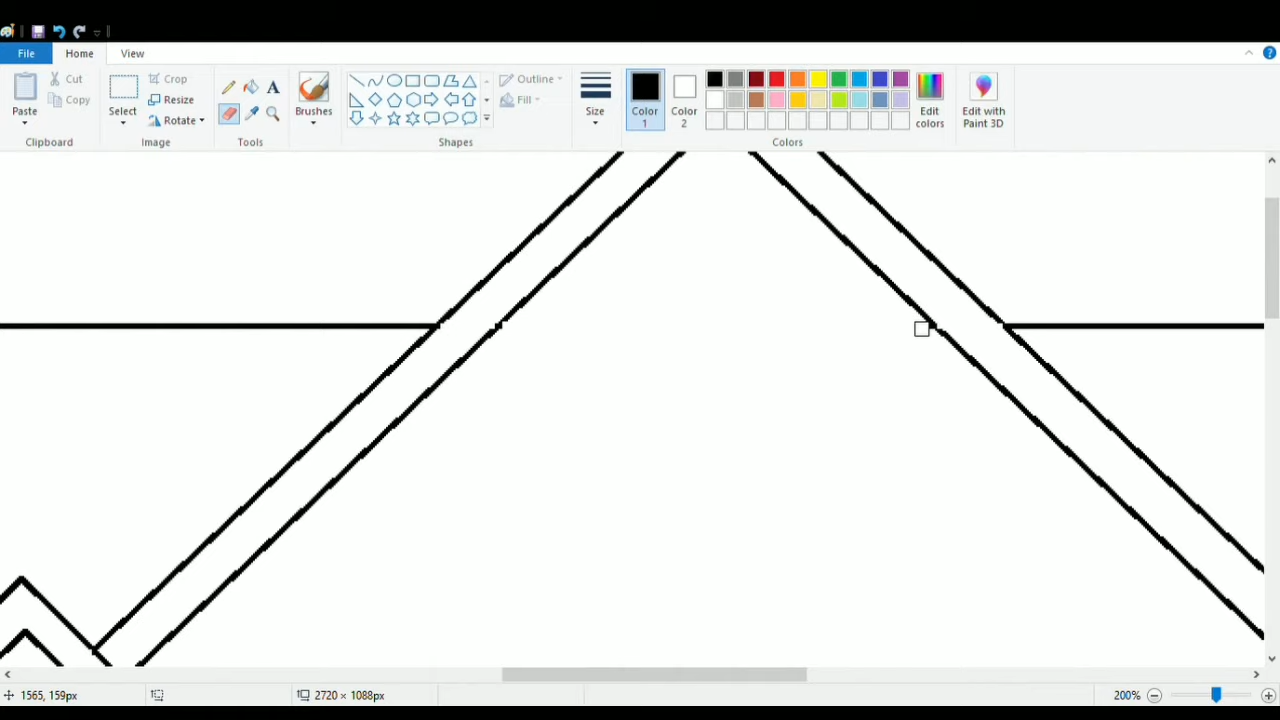 File Home View
Paste
Cut
Copy
Clipboard
Select
Crop
Resize
Rotate
Image
A
Tools
Brushes
Shapes
Outline
Fill
Size
Color
1
Color
2
Edit
colors
Colors
Edit with
Paint 3D
?
1565, 159px
2720 × 1088px
200%